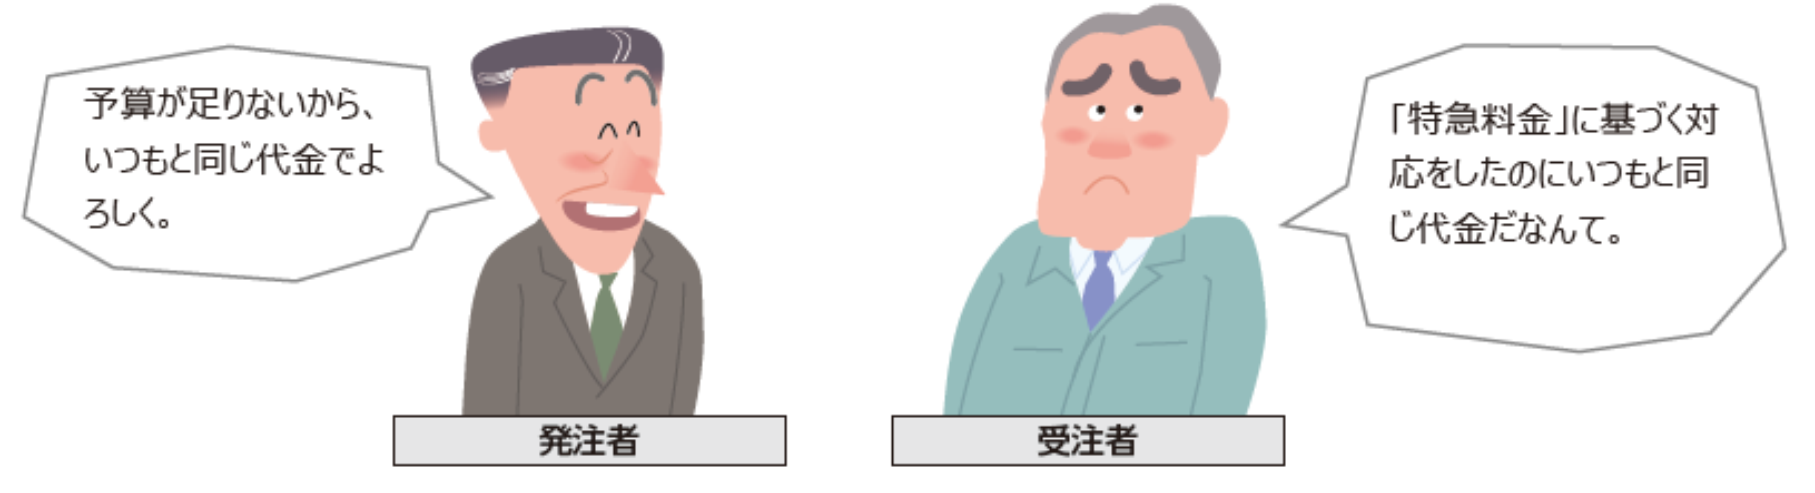 予算が足りないから、
いつもと同じ代金でよ
ろしく。
「特急料金」に基づく対
応をしたのにいつもと同
じ代金だなんて。
発注者
受注者